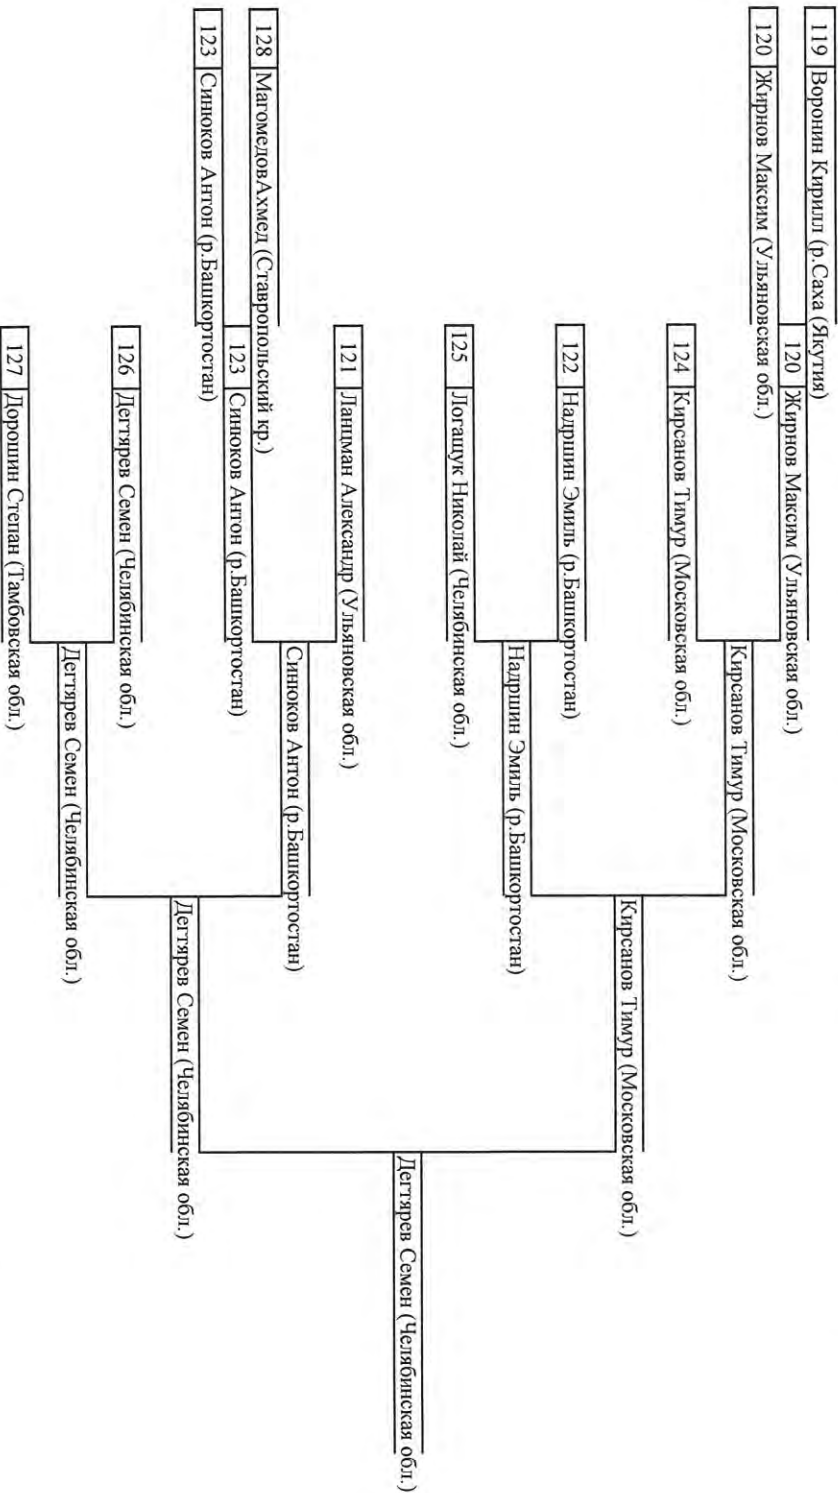 119 Воронин Кирилл (р.Саха (Якутия)
120 Жирнов Максим (Ульяновская обл.)
128 МагомедовАхмед (Ставропольский кр.)
123 Синюков Антон (р.Башкортостан)
120 Жирнов Максим (Ульяновская обл.)
124 Кирсанов Тимур (Московская обл.)
122 Надршин Эмиль (р.Башкортостан)
125 Логащук Николай (Челябинская обл.)
121 Ланцман Александр (Ульяновская обл.)
123 Синюков Антон (р.Башкортостан)
126 Дегтярев Семен (Челябинская обл.)
127 Дорошин Степан (Тамбовская обл.)
Кирсанов Тимур (Московская обл.)
Надршин Эмиль (р.Башкортостан)
Синюков Антон (р.Башкортостан)
Дегтярев Семен (Челябинская обл.)
Кирсанов Тимур (Московская обл.)
Дегтярев Семен (Челябинская обл.)
Дегтярев Семен (Челябинская обл.)